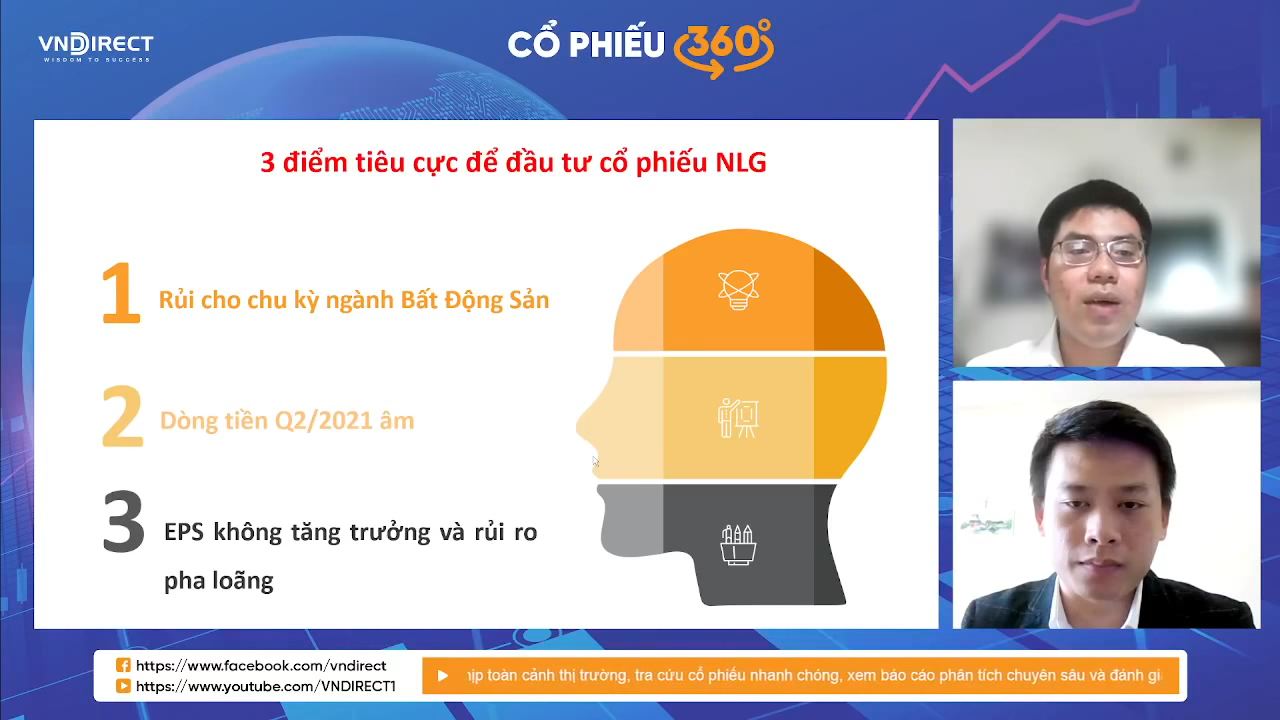 VNDIRECT
WISDOM TO SUCCESS
CỔ PHIẾU 360°
3 điểm tiêu cực để đầu tư cổ phiếu NLG
1 Rủi cho chu kỳ ngành Bất Động Sản
2 Dòng tiền Q2/2021 âm
3 EPS không tăng trưởng và rủi ro
pha loãng
https://www.facebook.com/vndirect
https://www.youtube.com/VNDIRECT1
toàn cảnh thị trường, tra cứu cổ phiếu nhanh chóng, xem báo cáo phân tích chuyên sâu và đánh